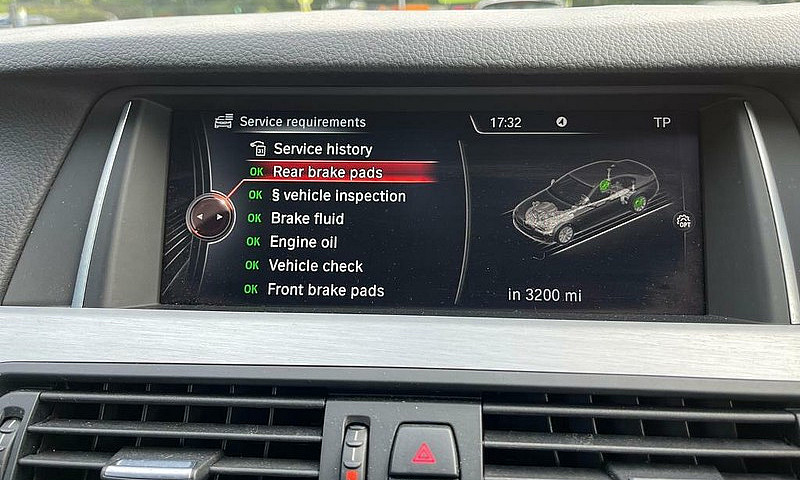 Service requirements
17:32
TP
31
Service history
OK Rear brake pads
OK § vehicle inspection
OK Brake fluid
OK Engine oil
OK Vehicle check
OK Front brake pads
OPT
in 3200 mi